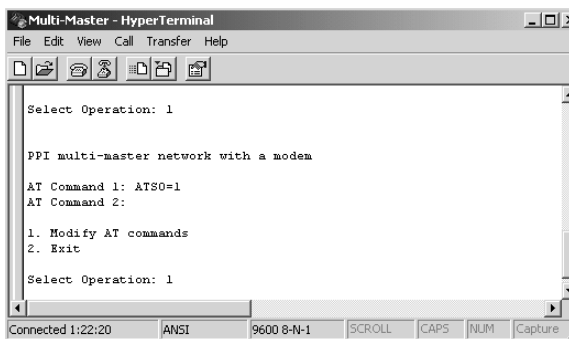 Multi-Master - HyperTerminal
File Edit View Call Transfer Help
Select Operation: 1
PPI multi-master network with a modem
AT Command 1: ATS0=1
AT Command 2:
1. Modify AT commands
2. Exit
Select Operation: 1
Connected 1:22:20 ANSI 9600 8-N-1 SCROLL CAPS NUM Capture